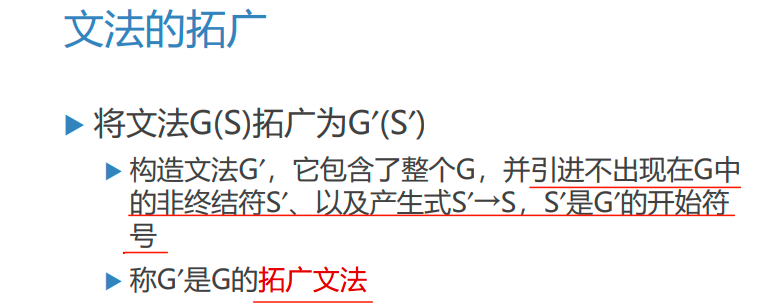 文法的拓广
将文法G(S)拓广为G′(S′)
构造文法G′，它包含了整个G，并引进不出现在G中
的非终结符S′、以及产生式S′→S，S′是G′的开始符
号
称G′是G的拓广文法